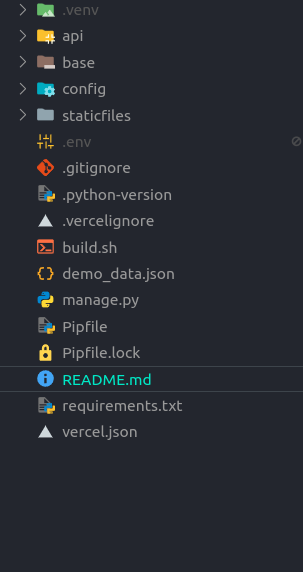 .venv
api
base
config
staticfiles
.env
.gitignore
.python-version
.vercelignore
build.sh
demo_data.json
manage.py
Pipfile
Pipfile.lock
README.md
requirements.txt
vercel.json